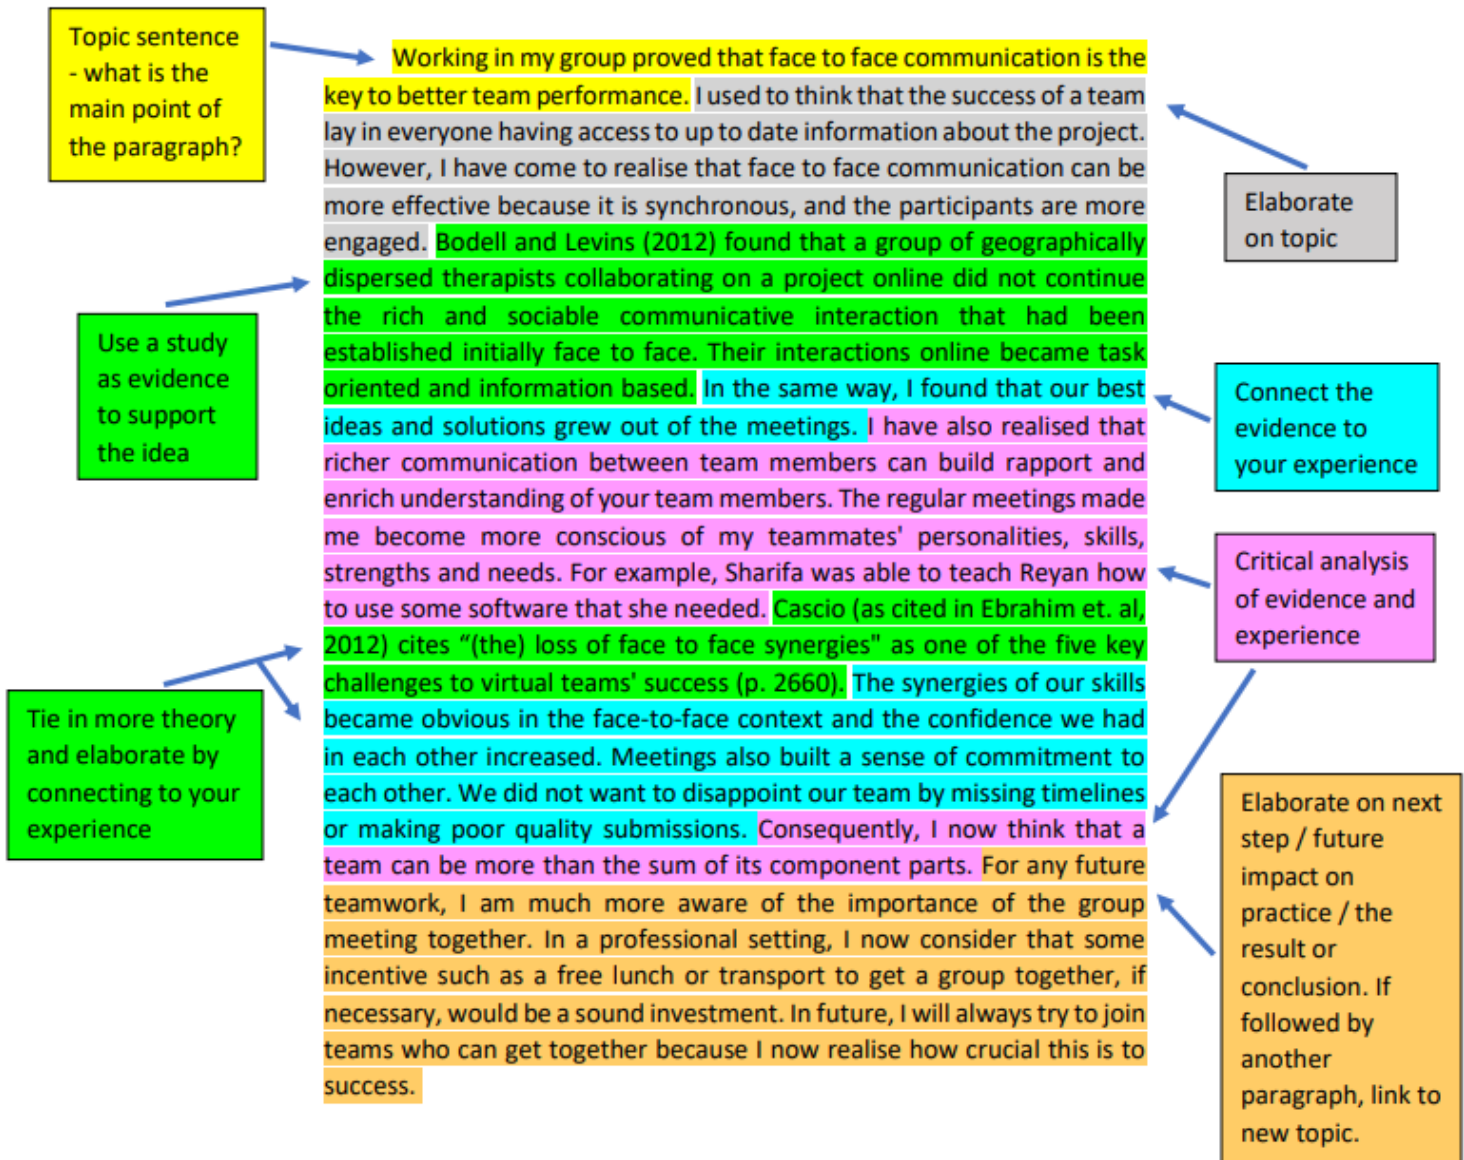 Topic sentence
- what is the
main point of
the paragraph?
Working in my group proved that face to face communication is the
key to better team performance. I used to think that the success of a team
lay in everyone having access to up to date information about the project.
However, I have come to realise that face to face communication can be
more effective because it is synchronous, and the participants are more
engaged. Bodell and Levins (2012) found that a group of geographically
dispersed therapists collaborating on a project online did not continue
the rich and sociable communicative interaction that had been
established initially face to face. Their interactions online became task
oriented and information based. In the same way, I found that our best
ideas and solutions grew out of the meetings. I have also realised that
richer communication between team members can build rapport and
enrich understanding of your team members. The regular meetings made
me become more conscious of my teammates' personalities, skills,
strengths and needs. For example, Sharifa was able to teach Reyan how
to use some software that she needed. Cascio (as cited in Ebrahim et. al,
2012) cites “(the) loss of face to face synergies" as one of the five key
challenges to virtual teams' success (p. 2660). The synergies of our skills
became obvious in the face-to-face context and the confidence we had
in each other increased. Meetings also built a sense of commitment to
each other. We did not want to disappoint our team by missing timelines
or making poor quality submissions. Consequently, I now think that a
team can be more than the sum of its component parts. For any future
teamwork, I am much more aware of the importance of the group
meeting together. In a professional setting, I now consider that some
incentive such as a free lunch or transport to get a group together, if
necessary, would be a sound investment. In future, I will always try to join
teams who can get together because I now realise how crucial this is to
success.
Elaborate
on topic
Use a study
as evidence
to support
the idea
Connect the
evidence to
your experience
Critical analysis
of evidence and
experience
Tie in more theory
and elaborate by
connecting to your
experience
Elaborate on next
step / future
impact on
practice / the
result or
conclusion. If
followed by
another
paragraph, link to
new topic.